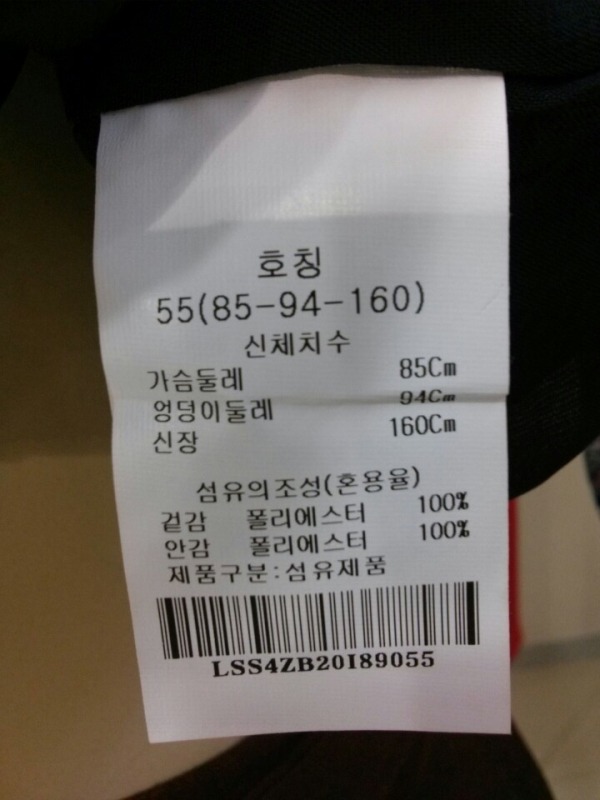 호칭
55(85-94-160)
신체치수
가슴둘레 85Cm
엉덩이둘레 94Cm
신장 160Cm
섬유의조성(혼용율)
겉감 폴리에스터 100%
안감 폴리에스터 100%
제품구분:섬유제품
LSS4ZB20I89055